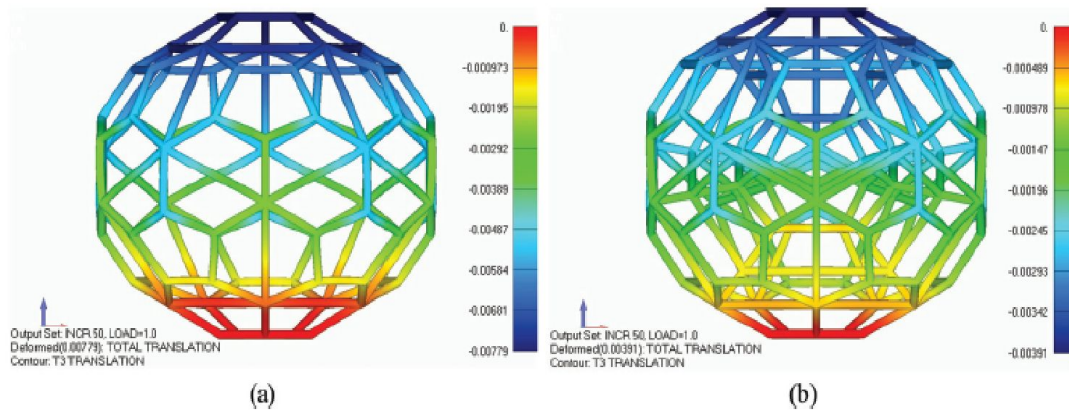 0.
-0.000973
-0.00195
-0.00292
-0.00389
-0.00487
-0.00584
-0.00681
-0.00779
Output Set: INCR 50, LOAD=1.0
Deformed(0.00779): TOTAL TRANSLATION
Contour: T3 TRANSLATION
(a)
0.
-0.000489
-0.000978
-0.00147
-0.00196
-0.00245
-0.00293
-0.00342
-0.00391
Output Set: INCR 50, LOAD=1.0
Deformed(0.00391): TOTAL TRANSLATION
Contour: T3 TRANSLATION
(b)